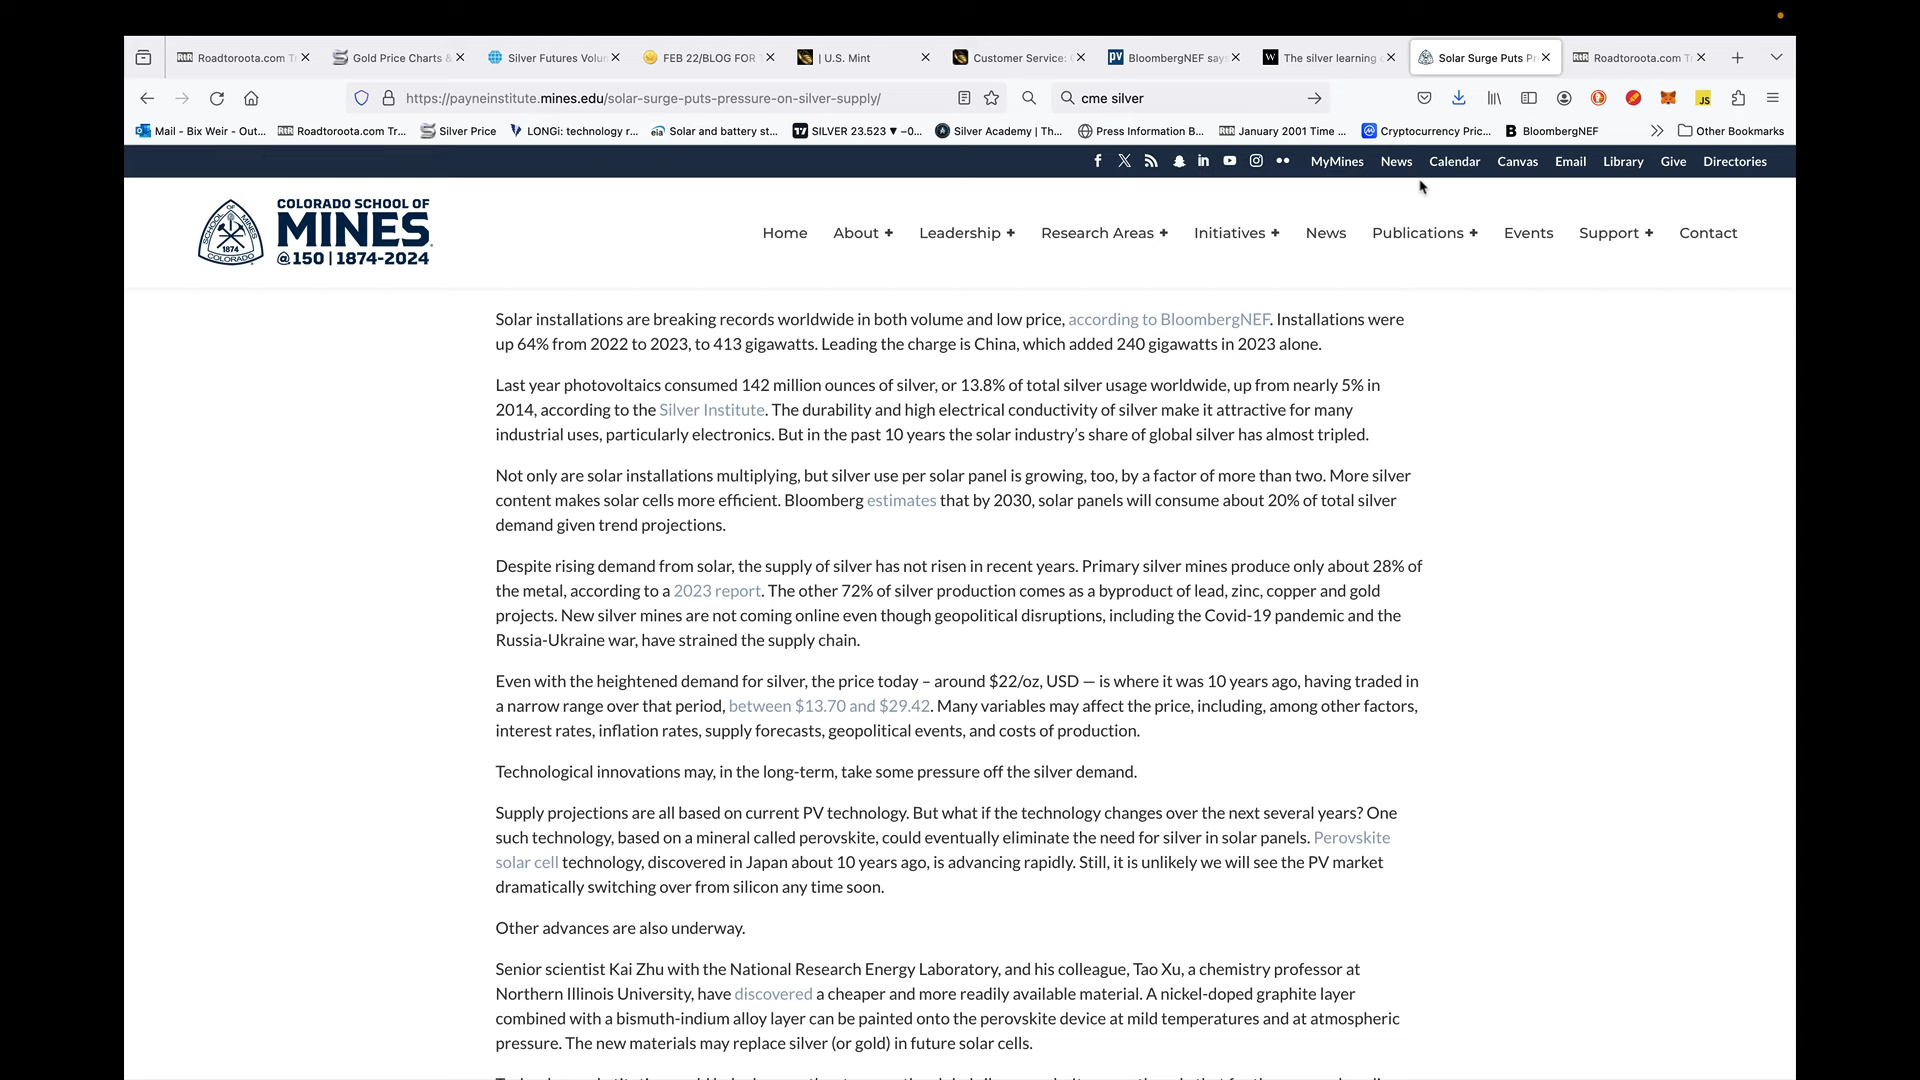 Roadtoroota.com Tr
Gold Price Charts &
Silver Futures Volun
FEB 22/BLOG FOR
| U.S. Mint
Customer Service: C
BloombergNEF say
The silver learning c
Solar Surge Puts Pr
Roadtoroota.com Tr
https://payneinstitute.mines.edu/solar-surge-puts-pressure-on-silver-supply/
cme silver
Mail - Bix Weir - Out...
Roadtoroota.com Tr...
Silver Price
LONGi: technology r...
Solar and battery st...
SILVER 23.523 ▼ −0...
Silver Academy | Th...
Press Information B...
January 2001 Time ...
Cryptocurrency Pric...
BloombergNEF
Other Bookmarks
MyMines News Calendar Canvas Email Library Give Directories
COLORADO SCHOOL OF
MINES
@150 | 1874-2024
Home About + Leadership + Research Areas + Initiatives + News Publications + Events Support + Contact
Solar installations are breaking records worldwide in both volume and low price, according to BloombergNEF. Installations were
up 64% from 2022 to 2023, to 413 gigawatts. Leading the charge is China, which added 240 gigawatts in 2023 alone.
Last year photovoltaics consumed 142 million ounces of silver, or 13.8% of total silver usage worldwide, up from nearly 5% in
2014, according to the Silver Institute. The durability and high electrical conductivity of silver make it attractive for many
industrial uses, particularly electronics. But in the past 10 years the solar industry's share of global silver has almost tripled.
Not only are solar installations multiplying, but silver use per solar panel is growing, too, by a factor of more than two. More silver
content makes solar cells more efficient. Bloomberg estimates that by 2030, solar panels will consume about 20% of total silver
demand given trend projections.
Despite rising demand from solar, the supply of silver has not risen in recent years. Primary silver mines produce only about 28% of
the metal, according to a 2023 report. The other 72% of silver production comes as a byproduct of lead, zinc, copper and gold
projects. New silver mines are not coming online even though geopolitical disruptions, including the Covid-19 pandemic and the
Russia-Ukraine war, have strained the supply chain.
Even with the heightened demand for silver, the price today – around $22/oz, USD — is where it was 10 years ago, having traded in
a narrow range over that period, between $13.70 and $29.42. Many variables may affect the price, including, among other factors,
interest rates, inflation rates, supply forecasts, geopolitical events, and costs of production.
Technological innovations may, in the long-term, take some pressure off the silver demand.
Supply projections are all based on current PV technology. But what if the technology changes over the next several years? One
such technology, based on a mineral called perovskite, could eventually eliminate the need for silver in solar panels. Perovskite
solar cell technology, discovered in Japan about 10 years ago, is advancing rapidly. Still, it is unlikely we will see the PV market
dramatically switching over from silicon any time soon.
Other advances are also underway.
Senior scientist Kai Zhu with the National Research Energy Laboratory, and his colleague, Tao Xu, a chemistry professor at
Northern Illinois University, have discovered a cheaper and more readily available material. A nickel-doped graphite layer
combined with a bismuth-indium alloy layer can be painted onto the perovskite device at mild temperatures and at atmospheric
pressure. The new materials may replace silver (or gold) in future solar cells.